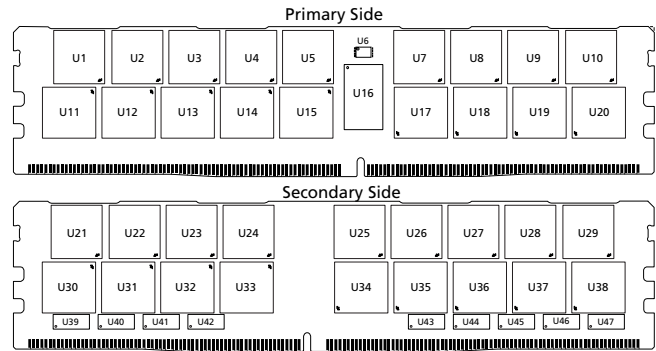 Primary Side
U6
U1 U2 U3 U4 U5 U7 U8 U9 U10
U16
U11 U12 U13 U14 U15 U17 U18 U19 U20
Secondary Side
U21 U22 U23 U24 U25 U26 U27 U28 U29
U30 U31 U32 U33 U34 U35 U36 U37 U38
U39 U40 U41 U42 U43 U44 U45 U46 U47